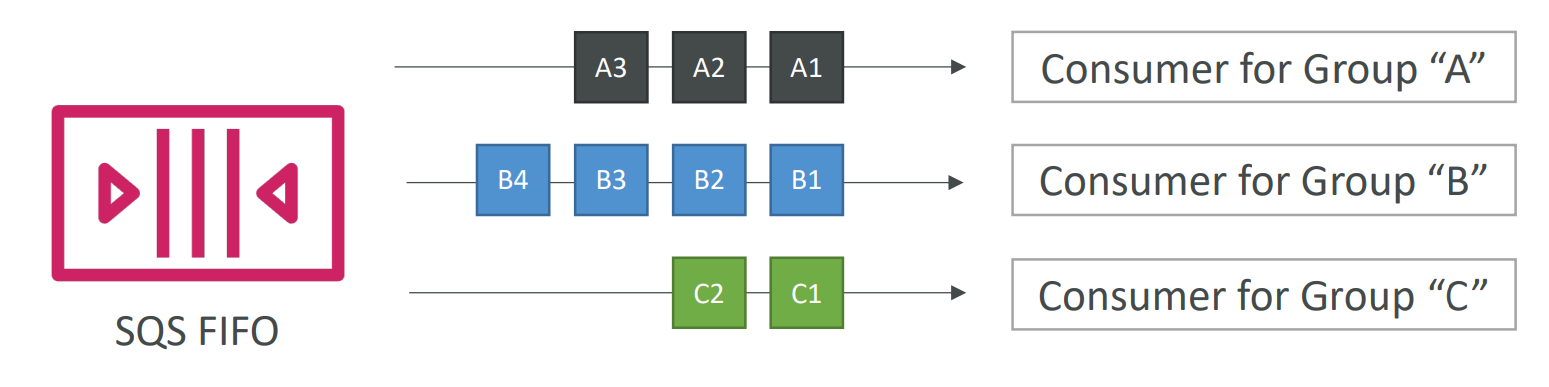 A3 A2 A1
Consumer for Group “A”
B4 B3 B2 B1
Consumer for Group “B”
C2 C1
Consumer for Group “C”
SQS FIFO